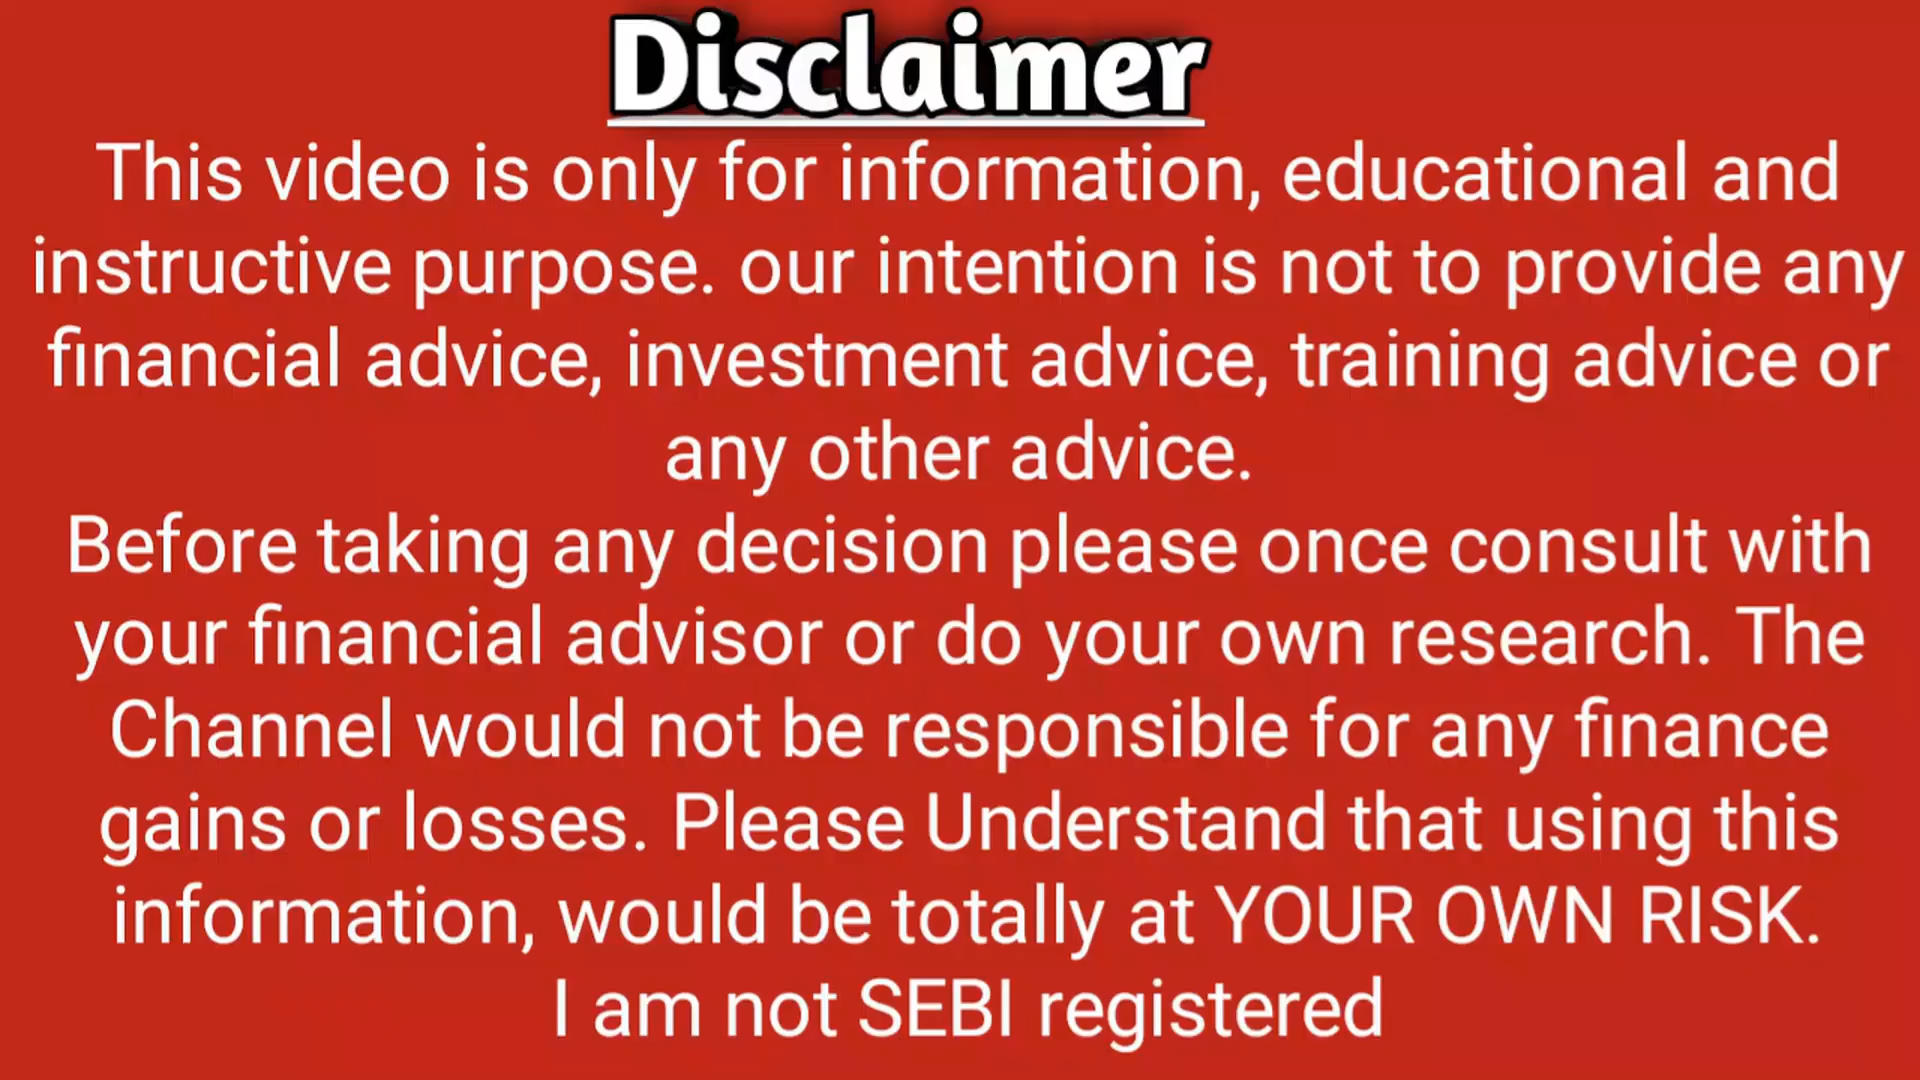 Disclaimer
This video is only for information, educational and
instructive purpose. our intention is not to provide any
financial advice, investment advice, training advice or
any other advice.
Before taking any decision please once consult with
your financial advisor or do your own research. The
Channel would not be responsible for any finance
gains or losses. Please Understand that using this
information, would be totally at YOUR OWN RISK.
I am not SEBI registered